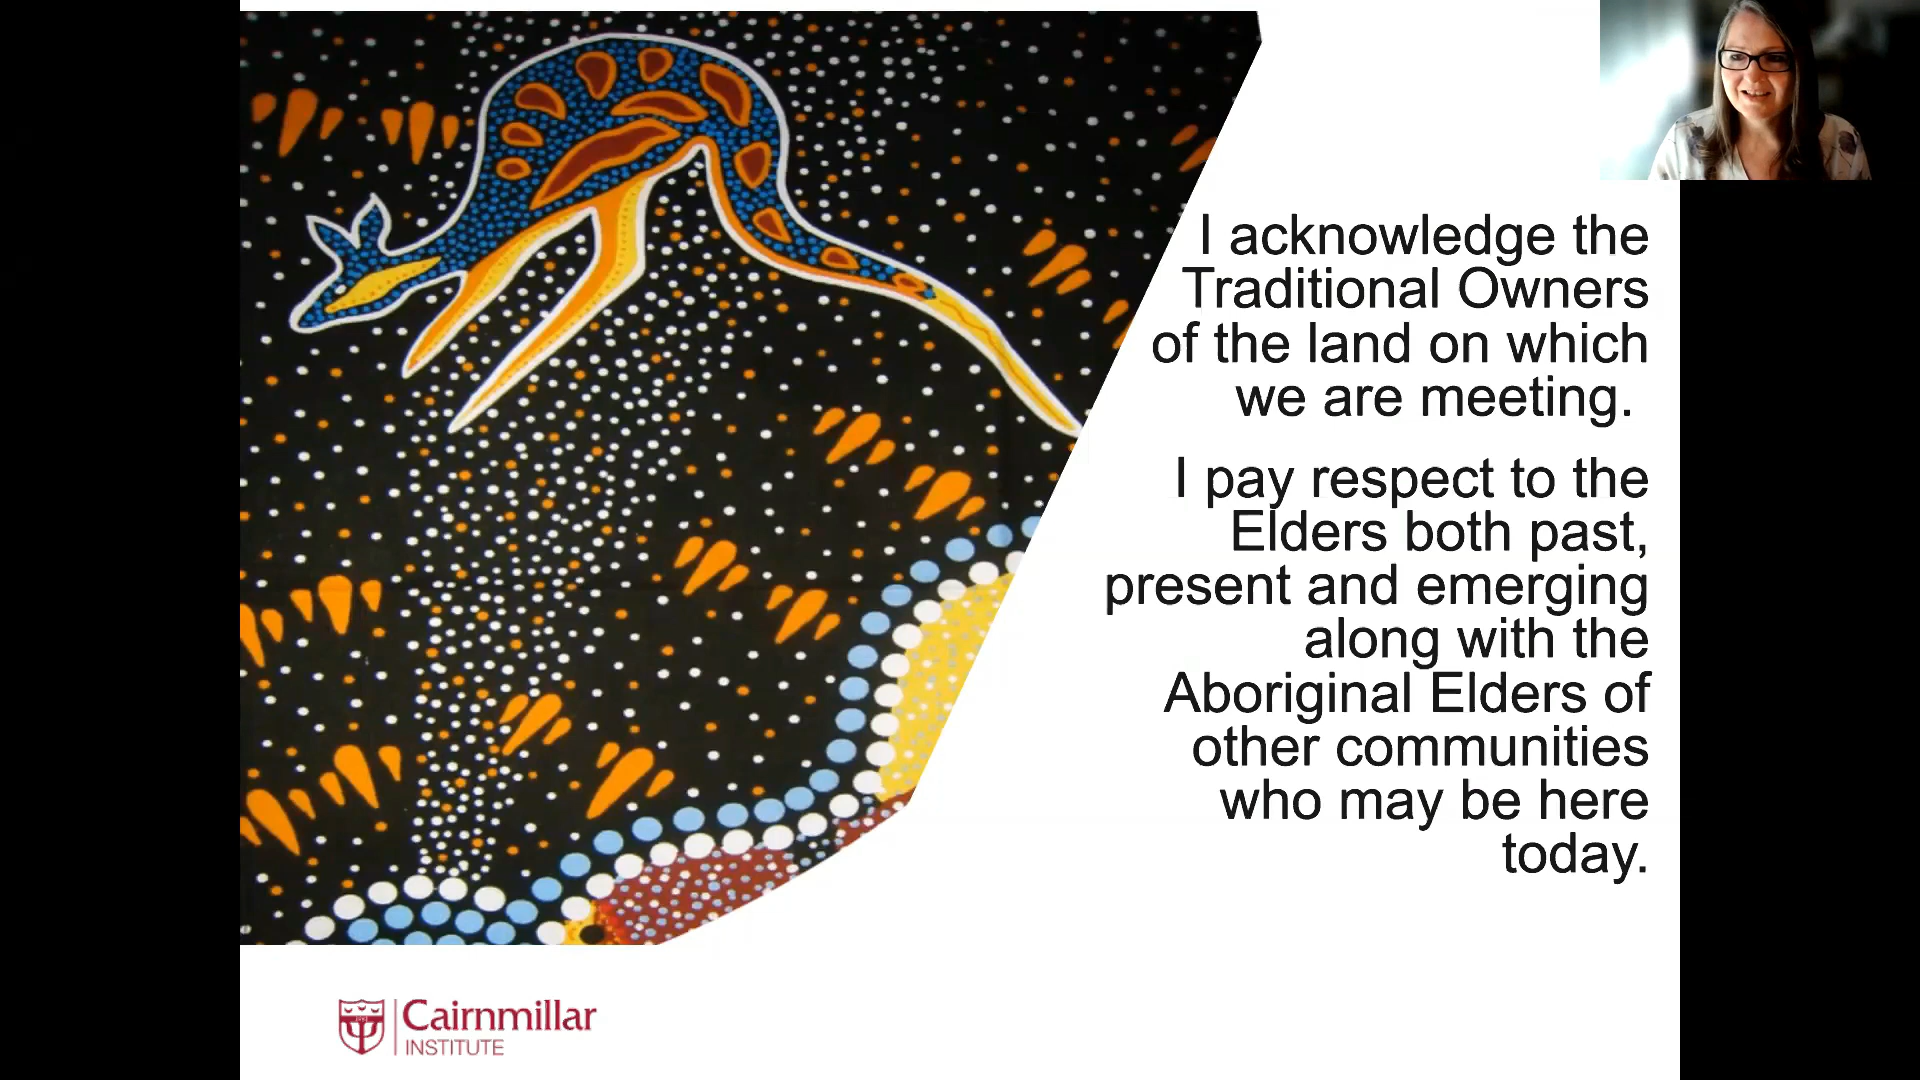 I acknowledge the
Traditional Owners
of the land on which
we are meeting.
I pay respect to the
Elders both past,
present and emerging
along with the
Aboriginal Elders of
other communities
who may be here
today.
Cairnmillar
INSTITUTE